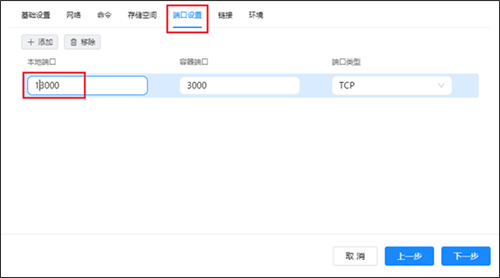 基础设置 网络 命令 存储空间 端口设置 链接 环境
+ 添加 移除
本地端口 容器端口 端口类型
13000 3000 TCP
取消 上一步 下一步